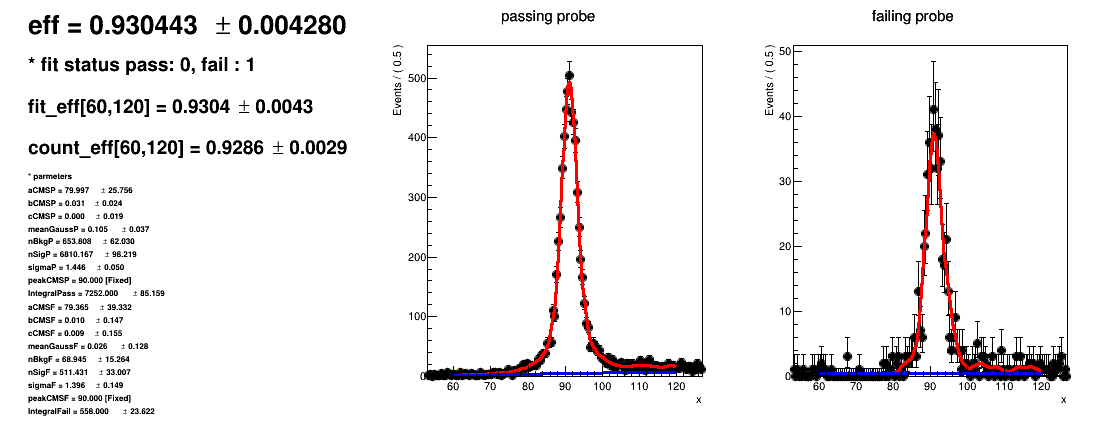 eff = 0.930443 ± 0.004280
* fit status pass: 0, fail : 1
fit_eff[60,120] = 0.9304 ± 0.0043
count_eff[60,120] = 0.9286 ± 0.0029
* parmeters
aCMSP = 79.997 ± 25.756
bCMSP = 0.031 ± 0.024
cCMSP = 0.000 ± 0.019
meanGaussP = 0.105 ± 0.037
nBkgP = 653.808 ± 62.030
nSigP = 6810.167 ± 98.219
sigmaP = 1.446 ± 0.050
peakCMSP = 90.000 [Fixed]
IntegralPass = 7252.000 ± 85.159
aCMSF = 79.365 ± 39.332
bCMSF = 0.010 ± 0.147
cCMSF = 0.009 ± 0.155
meanGaussF = 0.026 ± 0.128
nBkgF = 68.945 ± 15.264
nSigF = 511.431 ± 33.007
sigmaF = 1.396 ± 0.149
peakCMSF = 90.000 [Fixed]
IntegralFail = 558.000 ± 23.622
passing probe
Events / ( 0.5 )
500
400
300
200
100
0
60 70 80 90 100 110 120
x
failing probe
Events / ( 0.5 )
50
40
30
20
10
0
60 70 80 90 100 110 120
x